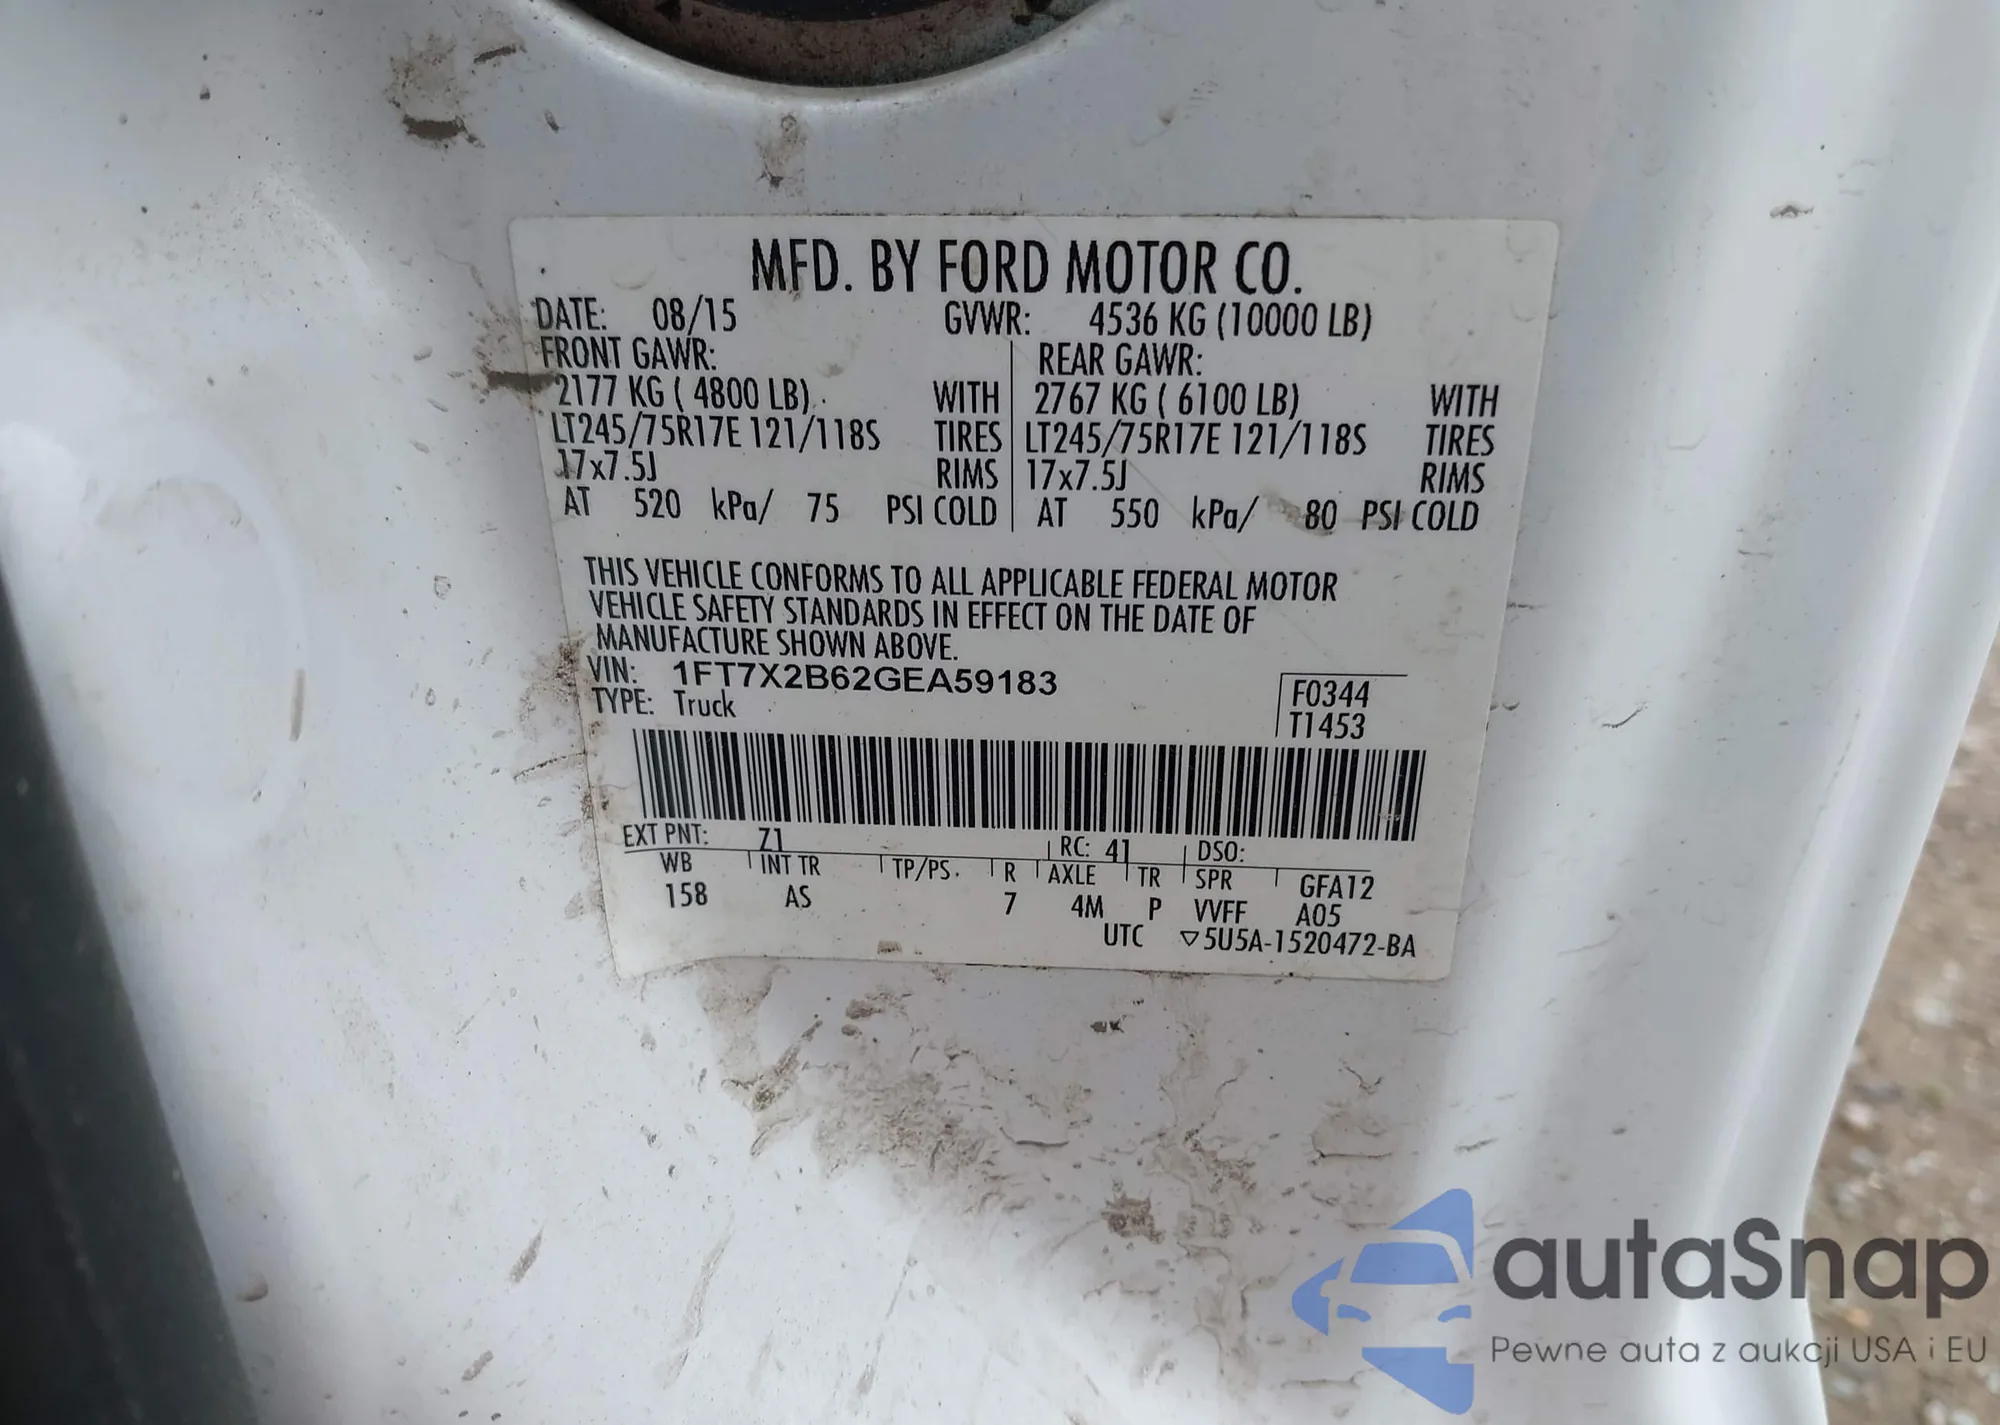 MFD. BY FORD MOTOR CO.
DATE: 08/15 GVWR: 4536 KG (10000 LB)
FRONT GAWR: REAR GAWR:
2177 KG ( 4800 LB) WITH 2767 KG ( 6100 LB) WITH
LT245/75R17E 121/118S TIRES LT245/75R17E 121/118S TIRES
17x7.5J RIMS 17x7.5J RIMS
AT 520 kPa/ 75 PSI COLD AT 550 kPa/ 80 PSI COLD
THIS VEHICLE CONFORMS TO ALL APPLICABLE FEDERAL MOTOR
VEHICLE SAFETY STANDARDS IN EFFECT ON THE DATE OF
MANUFACTURE SHOWN ABOVE.
VIN: 1FT7X2B62GEA59183
TYPE: Truck
F0344
T1453
EXT PNT: Z1 RC: 41 DSO:
WB INT TR TP/PS R AXLE TR SPR GFA12
158 AS 7 4M P VVFF A05
UTC ▽5U5A-1520472-BA
autaSnap
Pewne auta z aukcji USA i EU